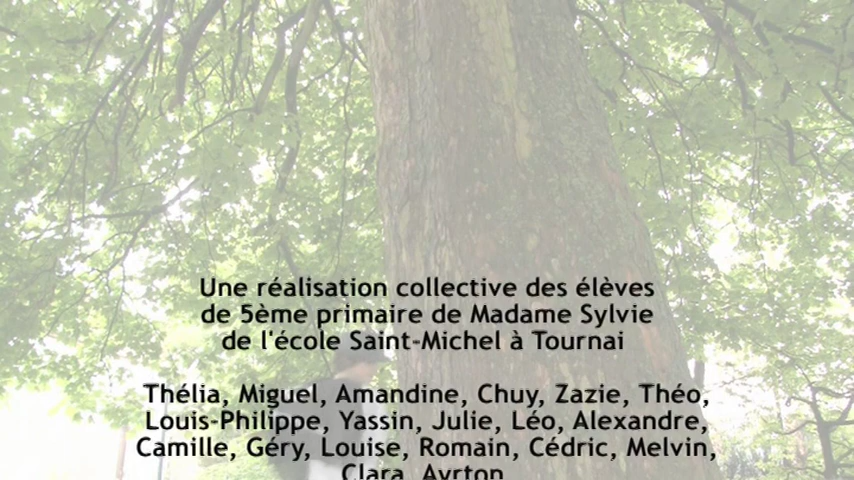 Une réalisation collective des élèves
de 5ème primaire de Madame Sylvie
de l'école Saint-Michel à Tournai
Thélia, Miguel, Amandine, Chuy, Zazie, Théo,
Louis-Philippe, Yassin, Julie, Léo, Alexandre,
Camille, Géry, Louise, Romain, Cédric, Melvin,
Clara, Ayrton